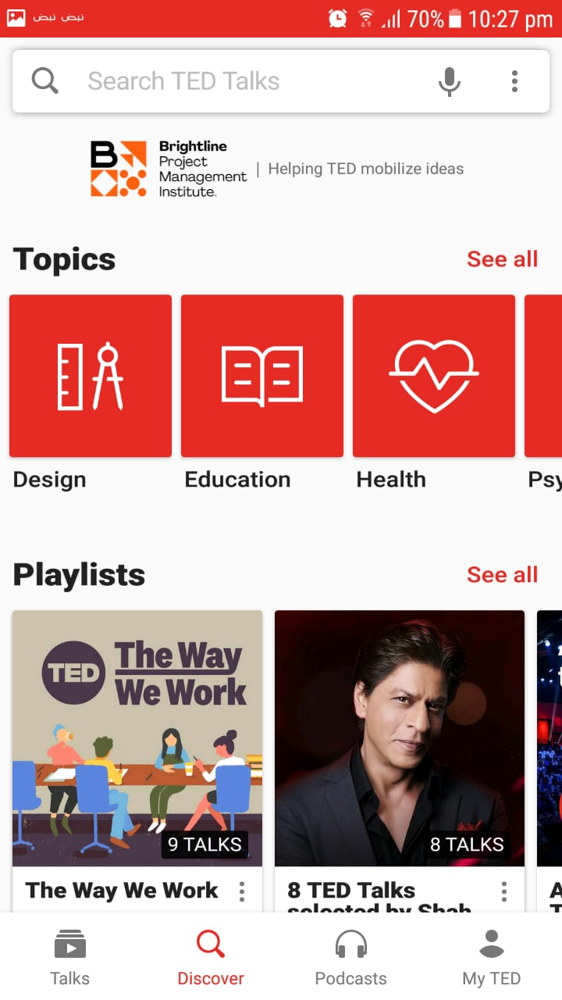 نبض نبض 70% 10:27 pm
Search TED Talks
Brightline
Project
Management
Institute.
| Helping TED mobilize ideas
Topics See all
Design Education Health Psy
Playlists See all
TED The Way
We Work
9 TALKS 8 TALKS
The Way We Work 8 TED Talks
selected by Shah
Talks Discover Podcasts My TED